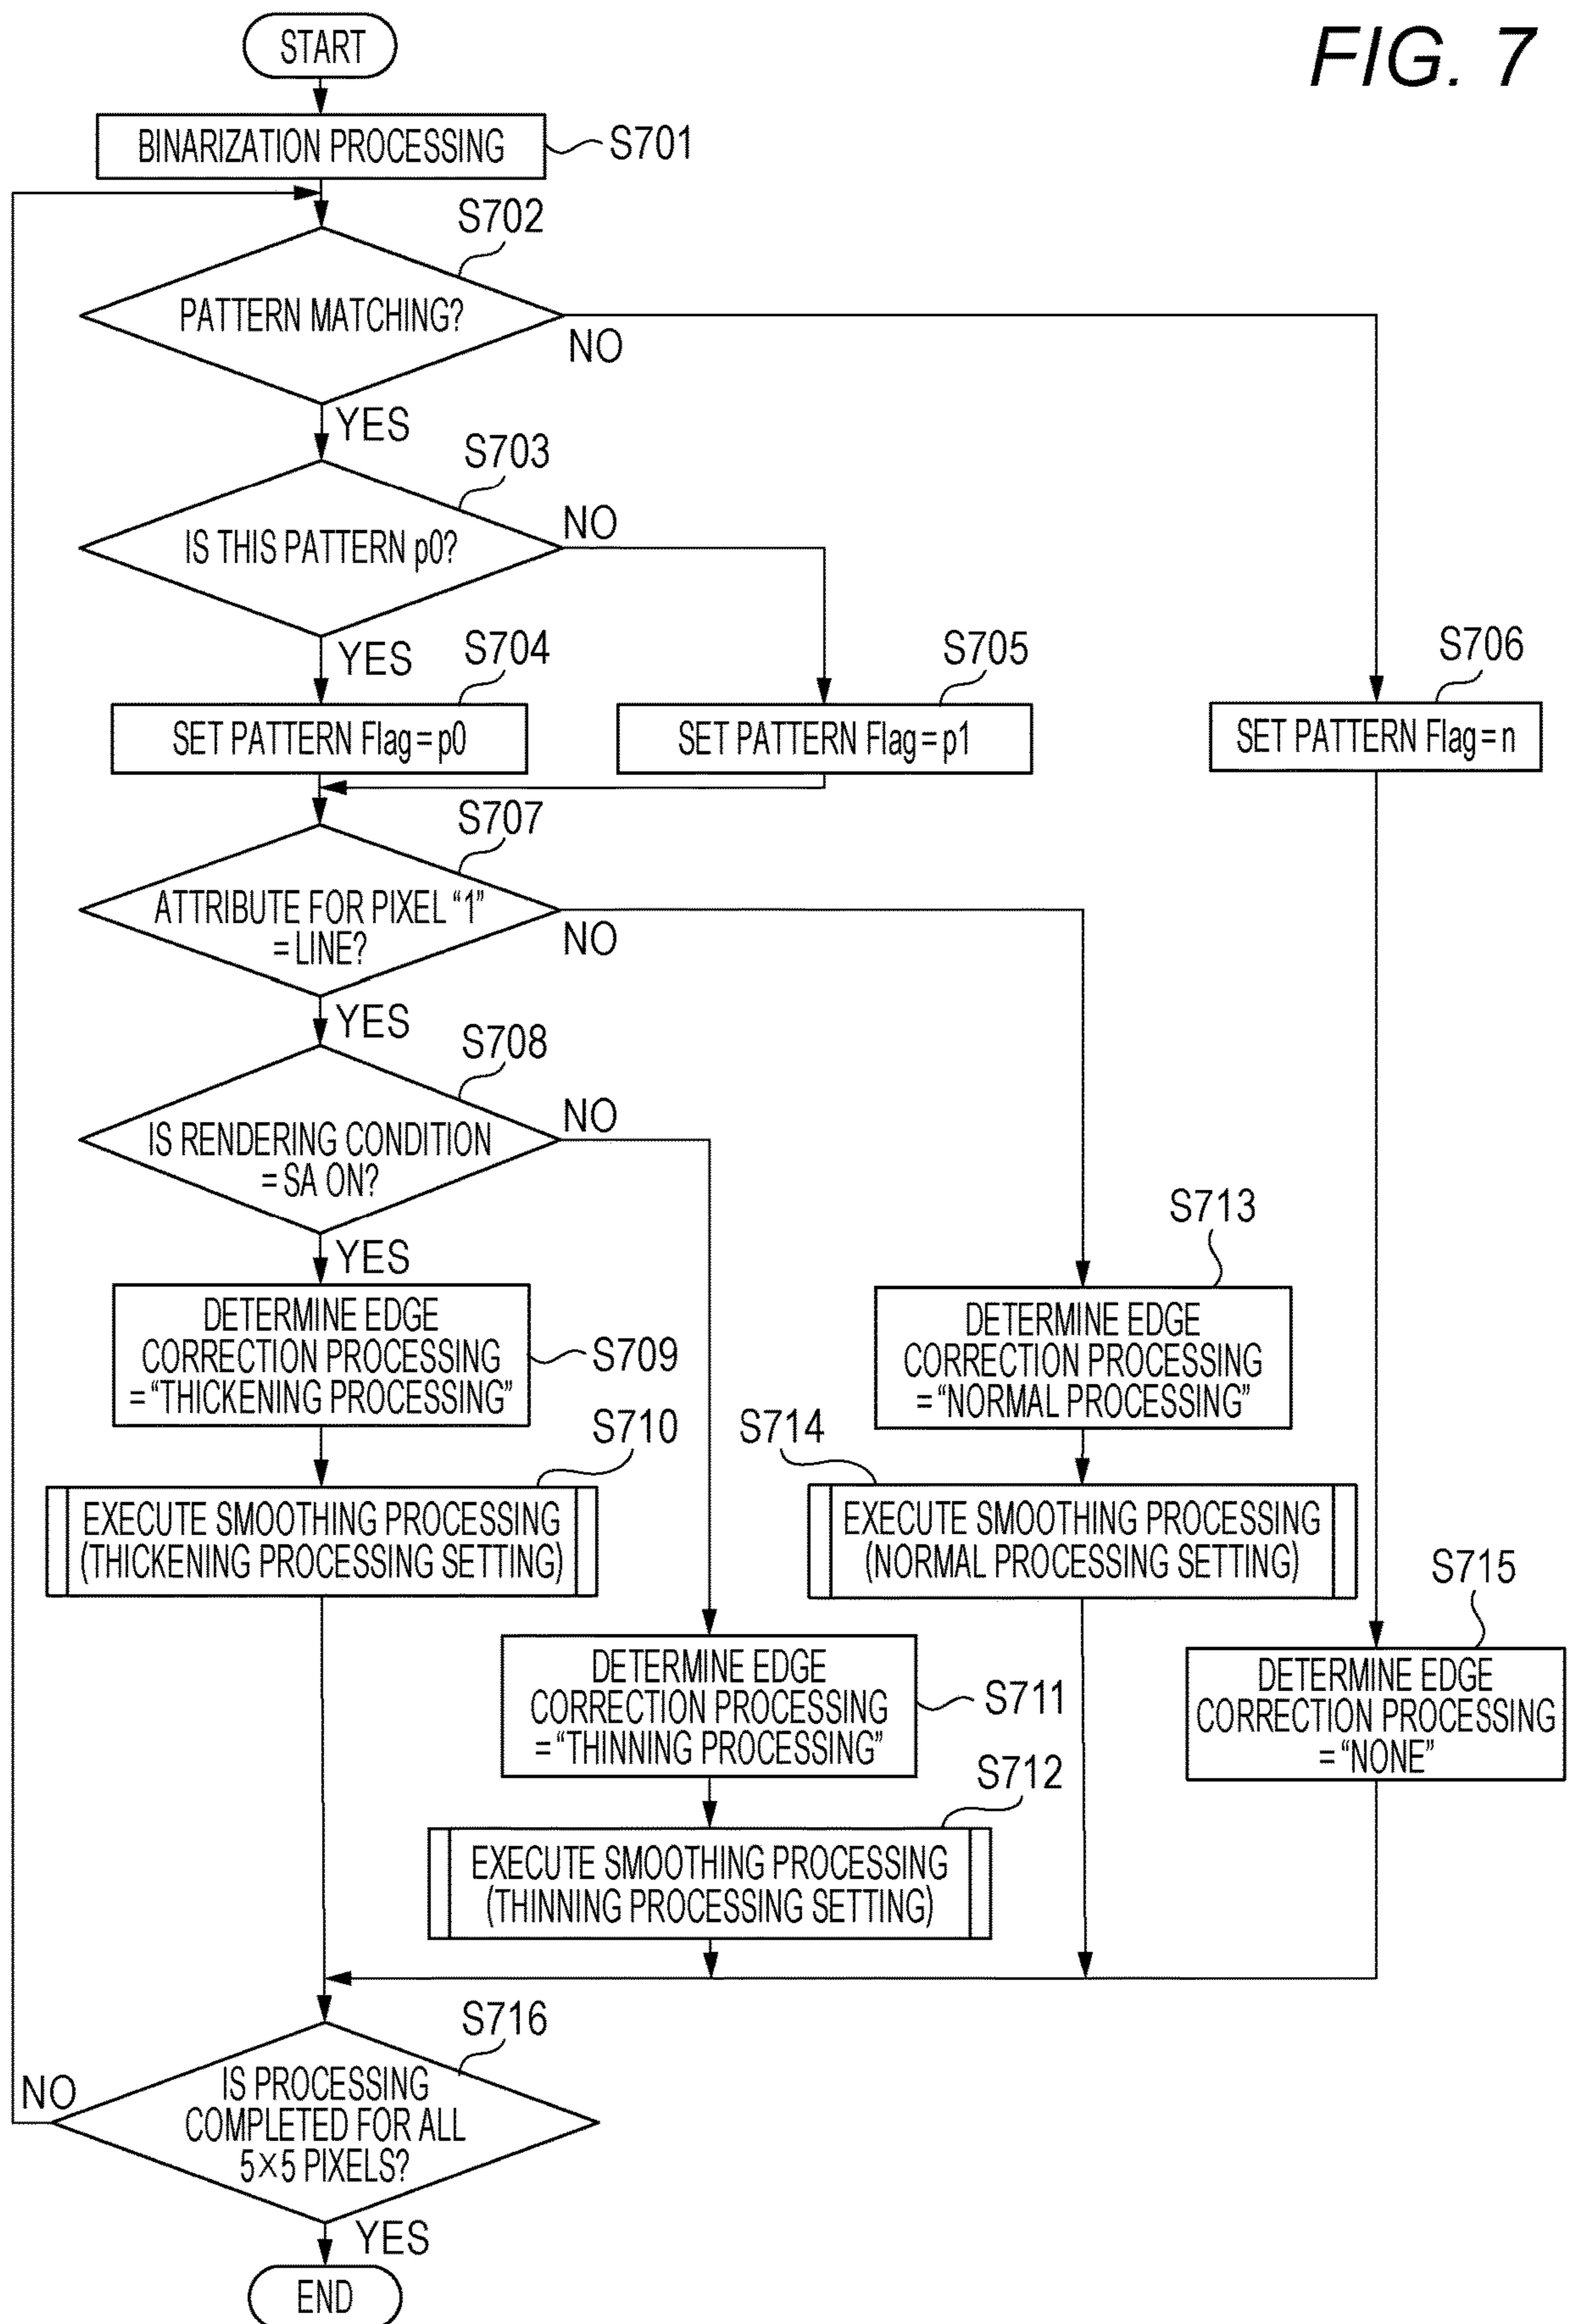 FIG. 7
START
BINARIZATION PROCESSING
S701
S702
PATTERN MATCHING?
NO
YES
S703
IS THIS PATTERN p0?
NO
YES
S704
SET PATTERN Flag = p0
S705
SET PATTERN Flag = p1
S706
SET PATTERN Flag = n
S707
ATTRIBUTE FOR PIXEL “1”
= LINE?
NO
YES
S708
IS RENDERING CONDITION
= SA ON?
NO
YES
DETERMINE EDGE
CORRECTION PROCESSING
= “THICKENING PROCESSING”
S709
S710
EXECUTE SMOOTHING PROCESSING
(THICKENING PROCESSING SETTING)
S713
DETERMINE EDGE
CORRECTION PROCESSING
= “NORMAL PROCESSING”
S714
EXECUTE SMOOTHING PROCESSING
(NORMAL PROCESSING SETTING)
DETERMINE EDGE
CORRECTION PROCESSING
= “THINNING PROCESSING”
S711
S712
EXECUTE SMOOTHING PROCESSING
(THINNING PROCESSING SETTING)
S715
DETERMINE EDGE
CORRECTION PROCESSING
= “NONE”
S716
IS PROCESSING
COMPLETED FOR ALL
5×5 PIXELS?
NO
YES
END